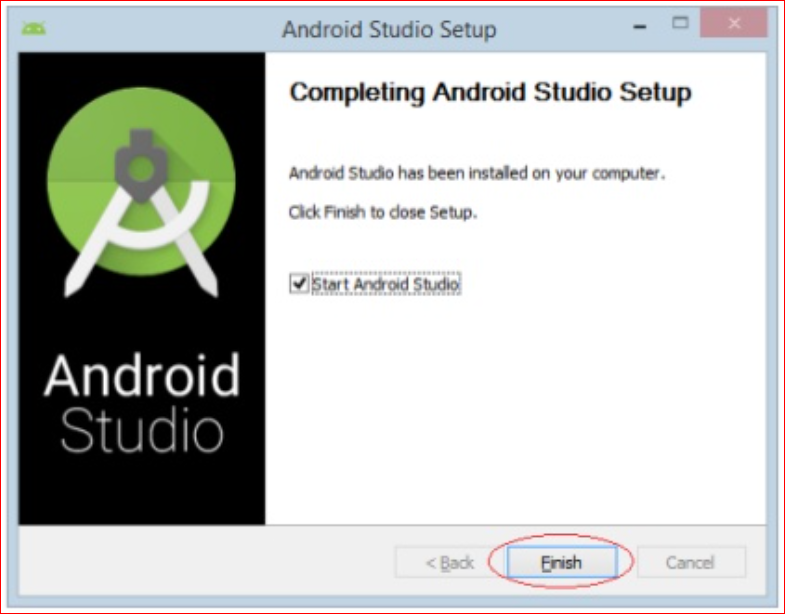 Android Studio Setup
Completing Android Studio Setup
Android Studio has been installed on your computer.
Click Finish to close Setup.
Start Android Studio
Android
Studio
< Back
Finish
Cancel